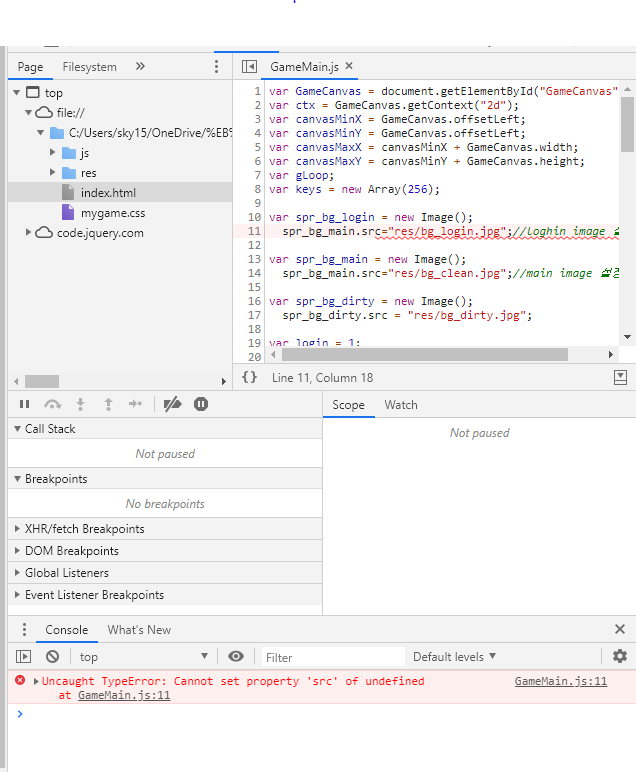 Page Filesystem »
GameMain.js ×
top
file://
C:/Users/sky15/OneDrive/%EB%
js
res
index.html
mygame.css
code.jquery.com
1 var GameCanvas = document.getElementById("GameCanvas"
2 var ctx = GameCanvas.getContext("2d");
3 var canvasMinX = GameCanvas.offsetLeft;
4 var canvasMinY = GameCanvas.offsetLeft;
5 var canvasMaxX = canvasMinX + GameCanvas.width;
6 var canvasMaxY = canvasMinY + GameCanvas.height;
7 var gLoop;
8 var keys = new Array(256);
9
10 var spr_bg_login = new Image();
11 spr_bg_main.src="res/bg_login.jpg";//loghin image
12
13 var spr_bg_main = new Image();
14 spr_bg_main.src="res/bg_clean.jpg";//main image
15
16 var spr_bg_dirty = new Image();
17 spr_bg_dirty.src = "res/bg_dirty.jpg";
18
19 var login = 1;
20
{} Line 11, Column 18
Call Stack
Not paused
Breakpoints
No breakpoints
XHR/fetch Breakpoints
DOM Breakpoints
Global Listeners
Event Listener Breakpoints
Scope Watch
Not paused
Console What's New ×
top Filter Default levels
Uncaught TypeError: Cannot set property 'src' of undefined GameMain.js:11
at GameMain.js:11